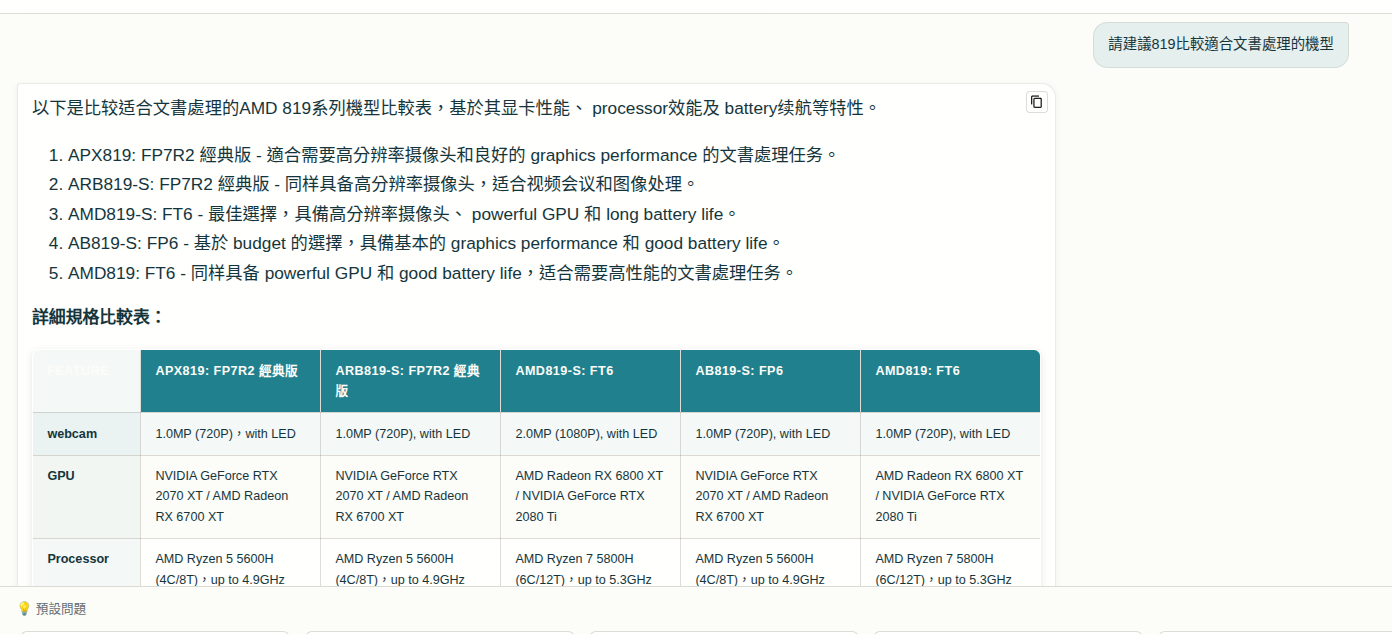 請建議819比較適合文書處理的機型
以下是比较适合文書處理的AMD 819系列機型比較表，基於其显卡性能、 processor效能及 battery续航等特性。
1. APX819: FP7R2 經典版 - 適合需要高分辨率摄像头和良好的 graphics performance 的文書處理任务。
2. ARB819-S: FP7R2 經典版 - 同样具备高分辨率摄像头，适合视频会议和图像处理。
3. AMD819-S: FT6 - 最佳選擇，具備高分辨率摄像头、 powerful GPU 和 long battery life。
4. AB819-S: FP6 - 基於 budget 的選擇，具備基本的 graphics performance 和 good battery life。
5. AMD819: FT6 - 同样具备 powerful GPU 和 good battery life，适合需要高性能的文書處理任务。
詳細規格比較表：
FEATURE APX819: FP7R2 經典版 ARB819-S: FP7R2 經典 AMD819-S: FT6 AB819-S: FP6 AMD819: FT6
版
webcam 1.0MP (720P)，with LED 1.0MP (720P), with LED 2.0MP (1080P), with LED 1.0MP (720P), with LED 1.0MP (720P), with LED
GPU NVIDIA GeForce RTX NVIDIA GeForce RTX AMD Radeon RX 6800 XT NVIDIA GeForce RTX AMD Radeon RX 6800 XT
2070 XT / AMD Radeon 2070 XT / AMD Radeon / NVIDIA GeForce RTX 2070 XT / AMD Radeon / NVIDIA GeForce RTX
RX 6700 XT RX 6700 XT 2080 Ti RX 6700 XT 2080 Ti
Processor AMD Ryzen 5 5600H AMD Ryzen 5 5600H AMD Ryzen 7 5800H AMD Ryzen 5 5600H AMD Ryzen 7 5800H
(4C/8T)，up to 4.9GHz (4C/8T)，up to 4.9GHz (6C/12T)，up to 5.3GHz (4C/8T)，up to 4.9GHz (6C/12T)，up to 5.3GHz
💡 預設問題